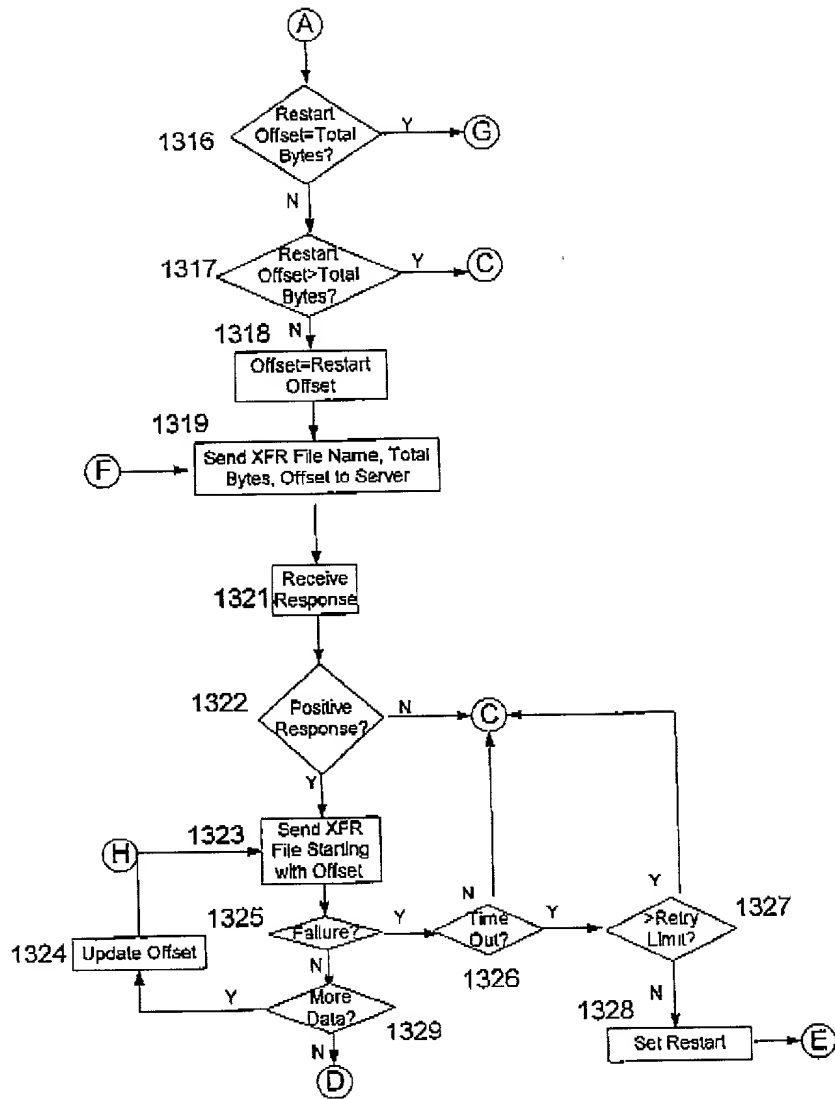 A
Restart
Offset=Total
Bytes?
1316
Y
G
N
Restart
Offset>Total
Bytes?
1317
Y
C
N
1318
Offset=Restart
Offset
1319
F
Send XFR File Name, Total
Bytes, Offset to Server
Receive
Response
1321
1322
Positive
Response?
N
C
Y
H
1323
Send XFR
File Starting
with Offset
N
Y
1325
Failure?
Y
Time
Out?
Y
>Retry
Limit?
1327
1324
Update Offset
N
1326
N
Y
More
Data?
1329
1328
Set Restart
E
N
D